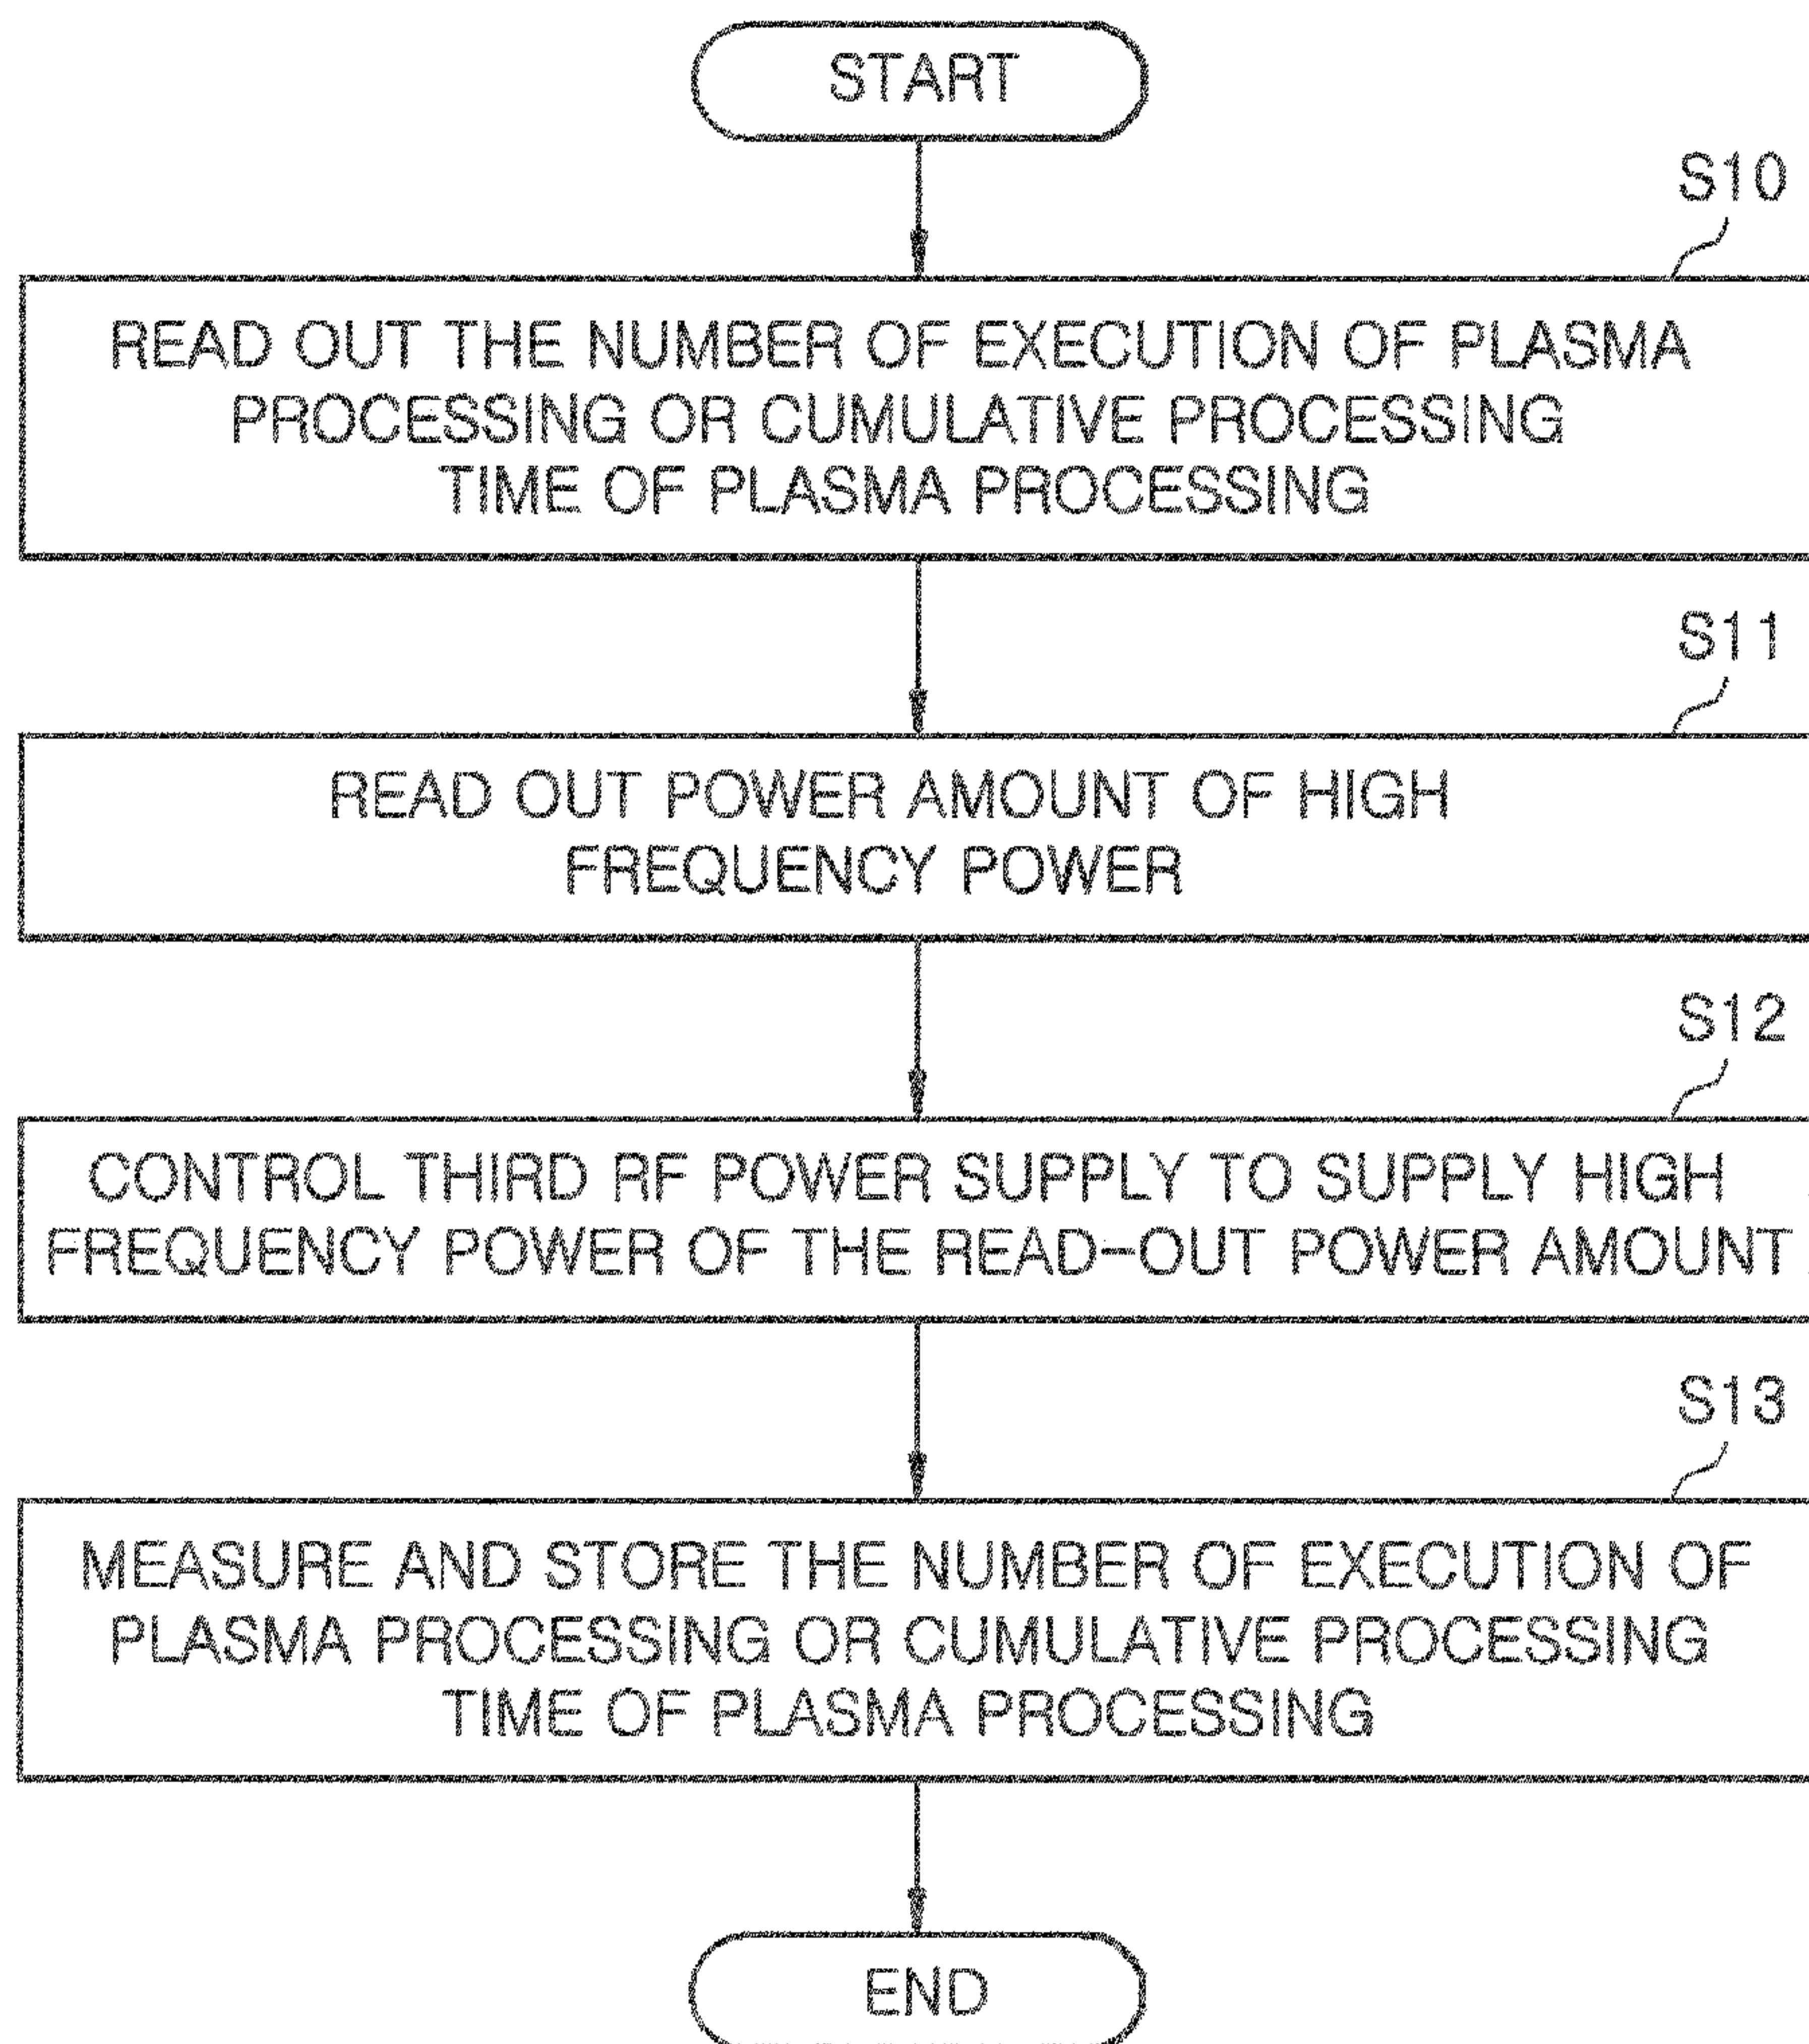 START
S10
READ OUT THE NUMBER OF EXECUTION OF PLASMA
PROCESSING OR CUMULATIVE PROCESSING
TIME OF PLASMA PROCESSING
S11
READ OUT POWER AMOUNT OF HIGH
FREQUENCY POWER
S12
CONTROL THIRD RF POWER SUPPLY TO SUPPLY HIGH
FREQUENCY POWER OF THE READ-OUT POWER AMOUNT
S13
MEASURE AND STORE THE NUMBER OF EXECUTION OF
PLASMA PROCESSING OR CUMULATIVE PROCESSING
TIME OF PLASMA PROCESSING
END